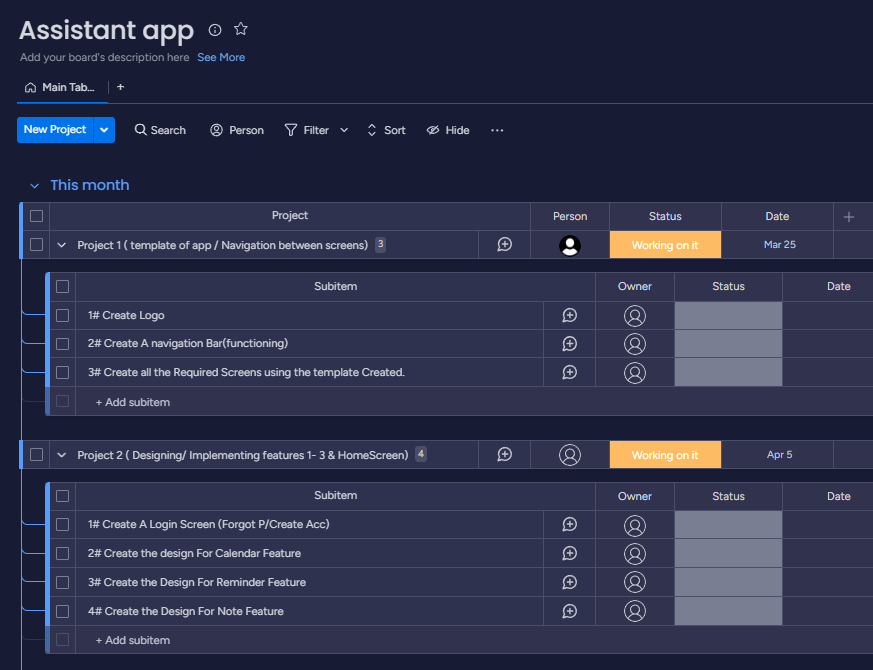 Assistant app
Add your board's description here See More
Main Tab... +
New Project Search Person Filter Sort Hide ...
This month
Project Person Status Date +
Project 1 ( template of app / Navigation between screens) 3 Working on it Mar 25
Subitem Owner Status Date
1# Create Logo
2# Create A navigation Bar(functioning)
3# Create all the Required Screens using the template Created.
+ Add subitem
Project 2 ( Designing/ Implementing features 1- 3 & HomeScreen) 4 Working on it Apr 5
Subitem Owner Status Date
1# Create A Login Screen (Forgot P/Create Acc)
2# Create the design For Calendar Feature
3# Create the Design For Reminder Feature
4# Create the Design For Note Feature
+ Add subitem